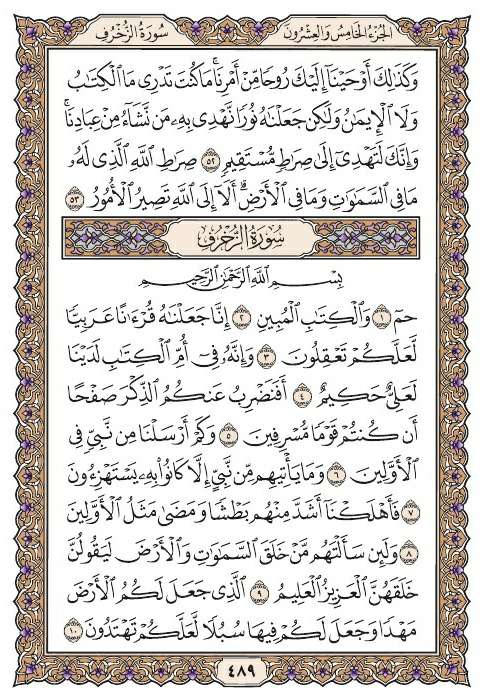 الجزء الخامس والعشرون سورة الزخرف
وَكَذَٰلِكَ أَوْحَيْنَآ إِلَيْكَ رُوحًا مِّنْ أَمْرِنَا ۚ مَا كُنتَ تَدْرِى مَا ٱلْكِتَٰبُ
وَلَا ٱلْإِيمَٰنُ وَلَٰكِن جَعَلْنَٰهُ نُورًا نَّهْدِى بِهِۦ مَن نَّشَآءُ مِنْ عِبَادِنَا ۚ
وَإِنَّكَ لَتَهْدِىٓ إِلَىٰ صِرَٰطٍ مُّسْتَقِيمٍ ٥٢ صِرَٰطِ ٱللَّهِ ٱلَّذِى لَهُۥ
مَا فِى ٱلسَّمَٰوَٰتِ وَمَا فِى ٱلْأَرْضِ ۗ أَلَآ إِلَى ٱللَّهِ تَصِيرُ ٱلْأُمُورُ ٥٣
سورة الزخرف
بِسْمِ ٱللَّهِ ٱلرَّحْمَٰنِ ٱلرَّحِيمِ
حمٓ ١ وَٱلْكِتَٰبِ ٱلْمُبِينِ ٢ إِنَّا جَعَلْنَٰهُ قُرْءَٰنًا عَرَبِيًّا
لَّعَلَّكُمْ تَعْقِلُونَ ٣ وَإِنَّهُۥ فِىٓ أُمِّ ٱلْكِتَٰبِ لَدَيْنَا
لَعَلِىٌّ حَكِيمٌ ٤ أَفَنَضْرِبُ عَنكُمُ ٱلذِّكْرَ صَفْحًا
أَن كُنتُمْ قَوْمًا مُّسْرِفِينَ ٥ وَكَمْ أَرْسَلْنَا مِن نَّبِىٍّ فِى
ٱلْأَوَّلِينَ ٦ وَمَا يَأْتِيهِم مِّن نَّبِىٍّ إِلَّا كَانُوا۟ بِهِۦ يَسْتَهْزِءُونَ
٧ فَأَهْلَكْنَآ أَشَدَّ مِنْهُم بَطْشًا وَمَضَىٰ مَثَلُ ٱلْأَوَّلِينَ
٨ وَلَئِن سَأَلْتَهُم مَّنْ خَلَقَ ٱلسَّمَٰوَٰتِ وَٱلْأَرْضَ لَيَقُولُنَّ
خَلَقَهُنَّ ٱلْعَزِيزُ ٱلْعَلِيمُ ٩ ٱلَّذِى جَعَلَ لَكُمُ ٱلْأَرْضَ
مَهْدًا وَجَعَلَ لَكُمْ فِيهَا سُبُلًا لَّعَلَّكُمْ تَهْتَدُونَ ١٠
٤٨٩